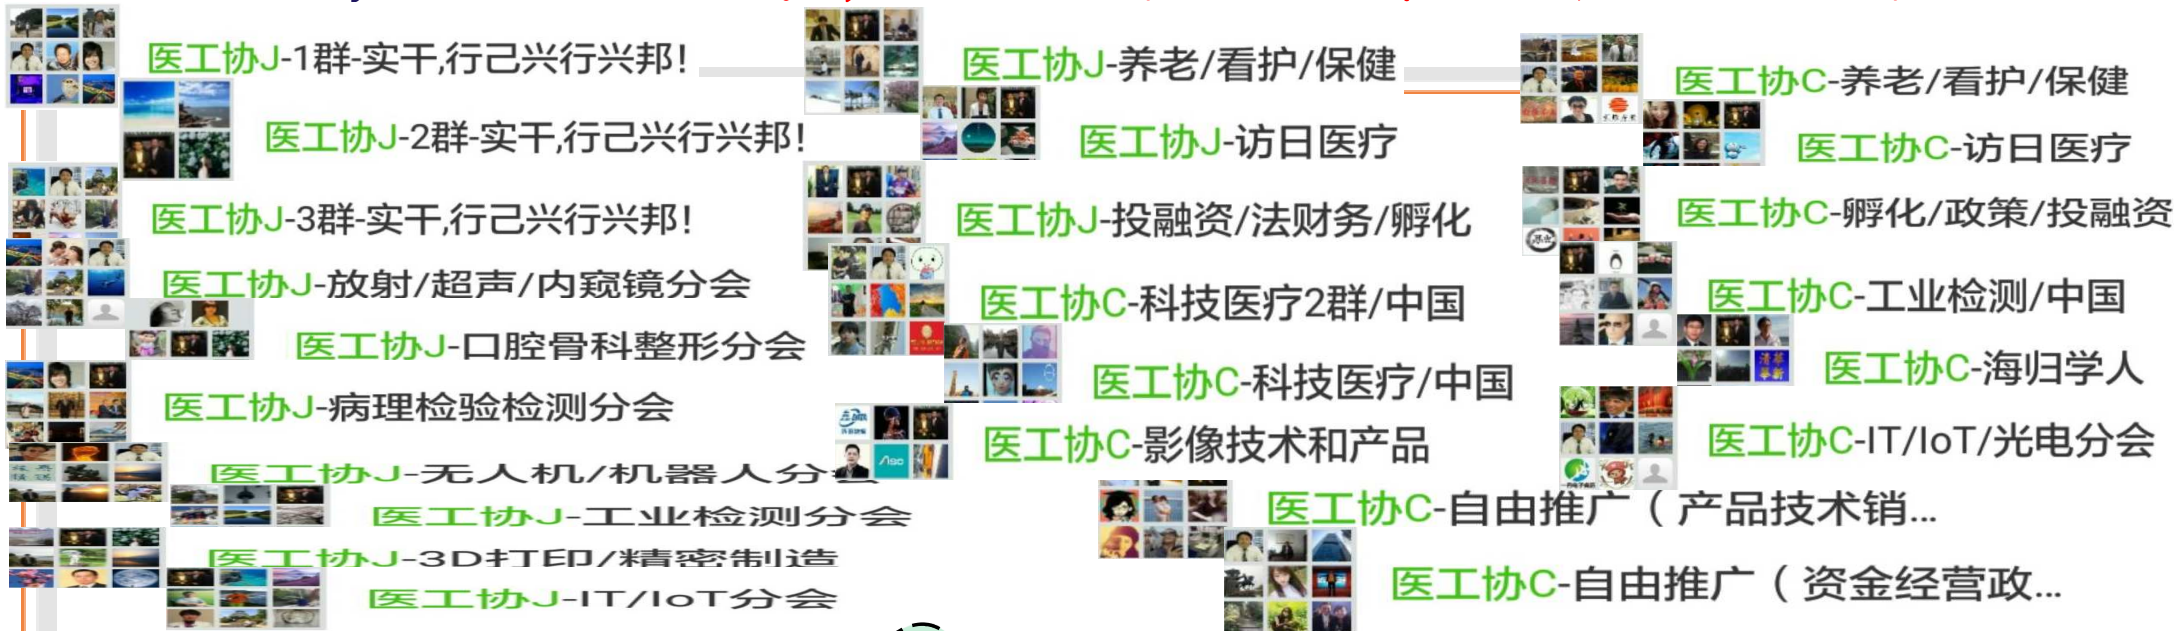 医工协J-1群-实干,行己兴行兴邦!
医工协J-2群-实干,行己兴行兴邦!
医工协J-3群-实干,行己兴行兴邦!
医工协J-放射/超声/内窥镜分会
医工协J-口腔骨科整形分会
医工协J-病理检验检测分会
医工协J-无人机/机器人分会
医工协J-工业检测分会
医工协J-3D打印/精密制造
医工协J-IT/IoT分会
医工协J-养老/看护/保健
医工协J-访日医疗
医工协J-投融资/法财务/孵化
医工协C-科技医疗2群/中国
医工协C-科技医疗/中国
医工协C-影像技术和产品
医工协C-自由推广（产品技术销...
医工协C-自由推广（资金经营政...
医工协C-养老/看护/保健
医工协C-访日医疗
医工协C-孵化/政策/投融资
医工协C-工业检测/中国
医工协C-海归学人
医工协C-IT/IoT/光电分会